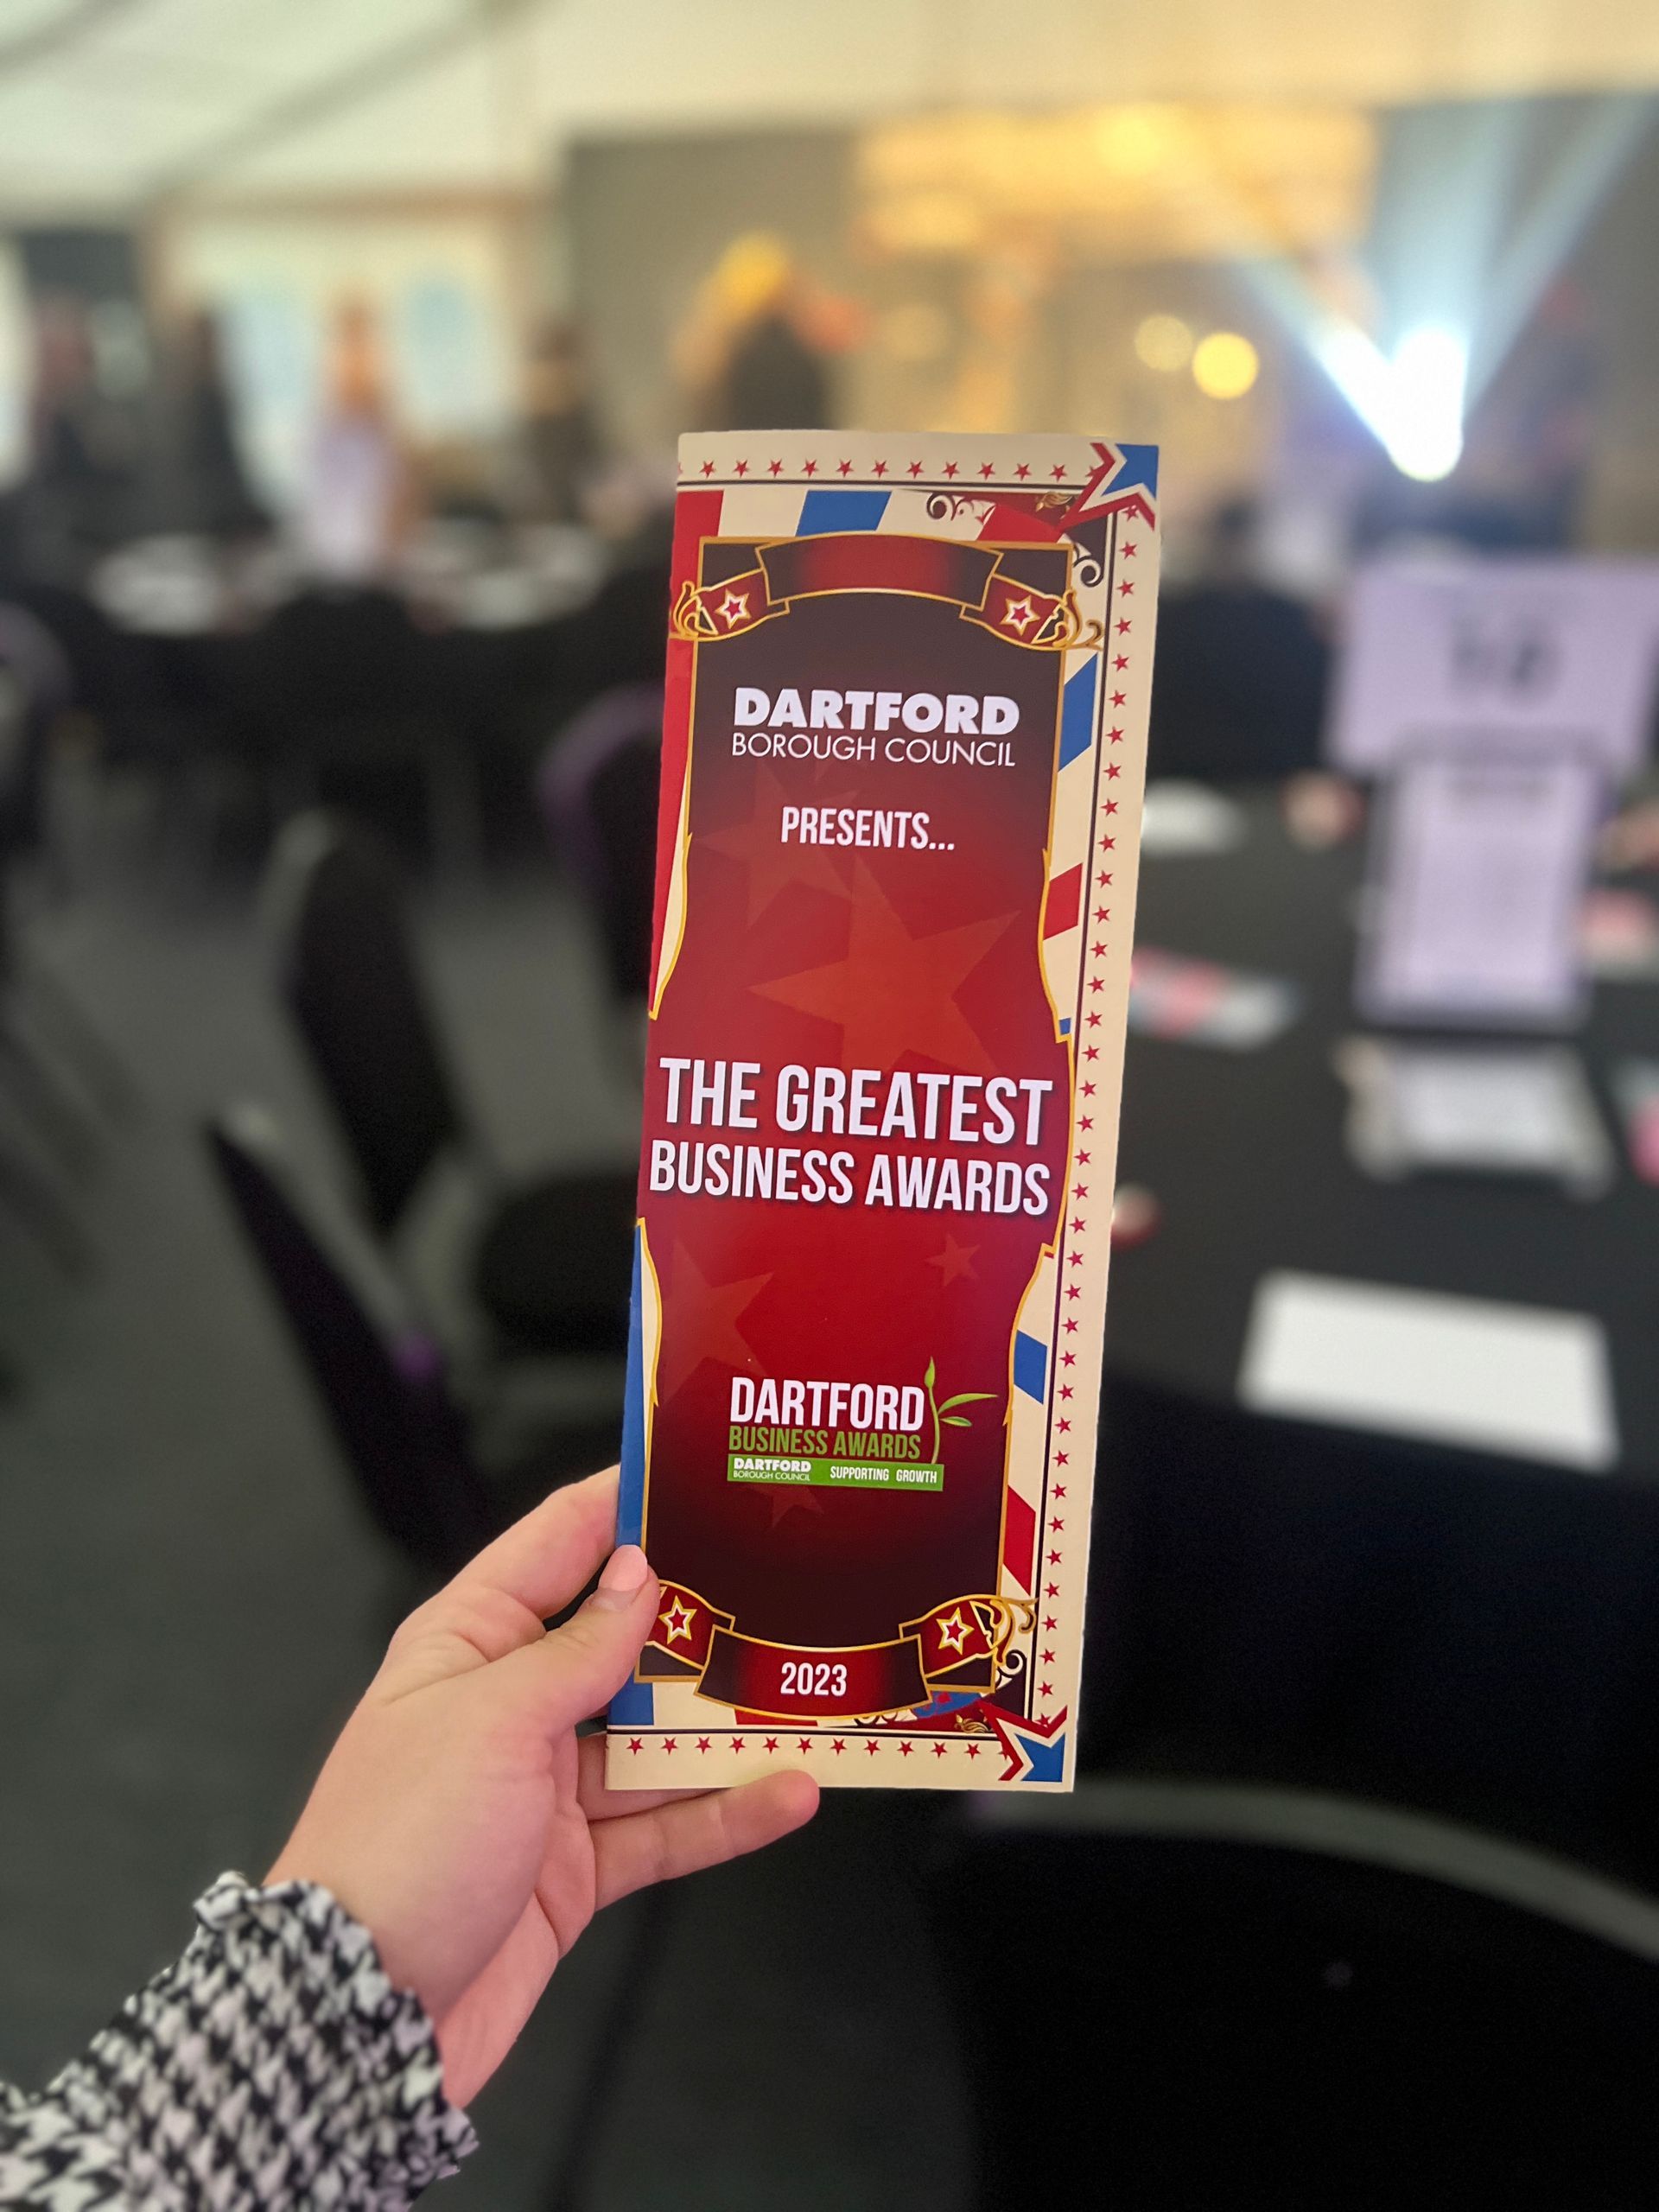 DARTFORD
BOROUGH COUNCIL
PRESENTS...
THE GREATEST
BUSINESS AWARDS
DARTFORD
BUSINESS AWARDS
DARTFORD
BOROUGH COUNCIL
SUPPORTING GROWTH
2023